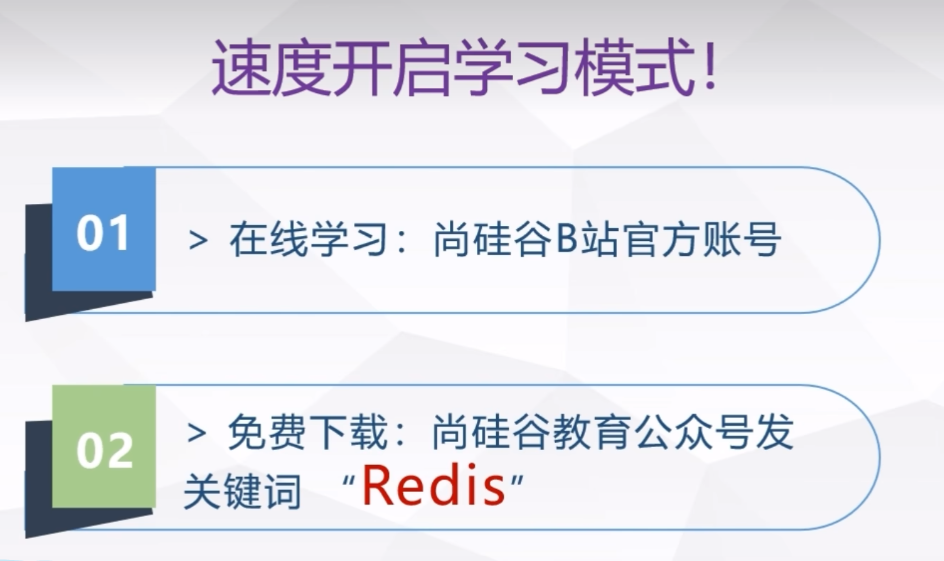 速度开启学习模式!
01
> 在线学习：尚硅谷B站官方账号
02
> 免费下载：尚硅谷教育公众号发
关键词 “Redis”